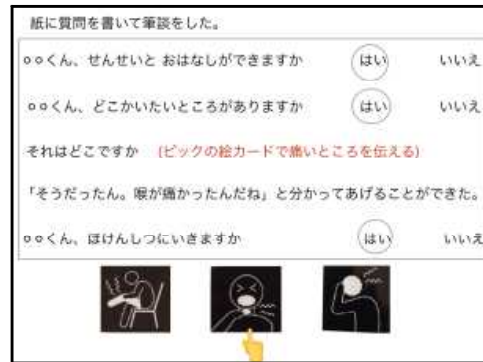 紙に質問を書いて筆談をした。
○○くん、せんせいと おはなしができますか はい いいえ
○○くん、どこかいたいところがありますか はい いいえ
それはどこですか (ピックの絵カードで痛いところを伝える)
「そうだったん。喉が痛かったんだね」と分かってあげることができた。
○○くん、ほけんしつにいきますか はい いいえ